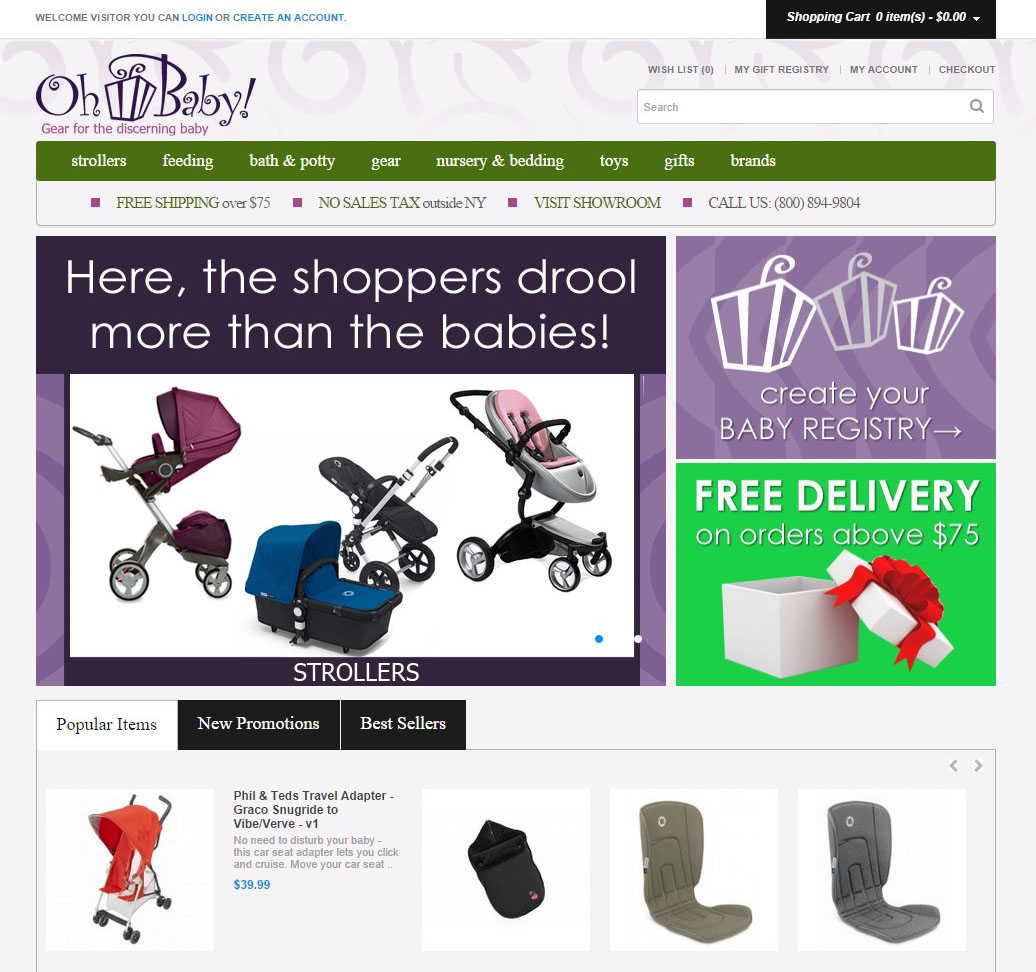 WELCOME VISITOR YOU CAN LOGIN OR CREATE AN ACCOUNT.
Shopping Cart 0 item(s) - $0.00
Oh Baby!
Gear for the discerning baby
WISH LIST (0) MY GIFT REGISTRY MY ACCOUNT CHECKOUT
Search
strollers feeding bath & potty gear nursery & bedding toys gifts brands
FREE SHIPPING over $75 NO SALES TAX outside NY VISIT SHOWROOM CALL US: (800) 894-9804
Here, the shoppers drool
more than the babies!
STROLLERS
create your
BABY REGISTRY→
FREE DELIVERY
on orders above $75
Popular Items New Promotions Best Sellers
Phil & Teds Travel Adapter -
Graco Snugride to
Vibe/Verve - v1
No need to disturb your baby -
this car seat adapter lets you click
and cruise. Move your car seat ..
$39.99